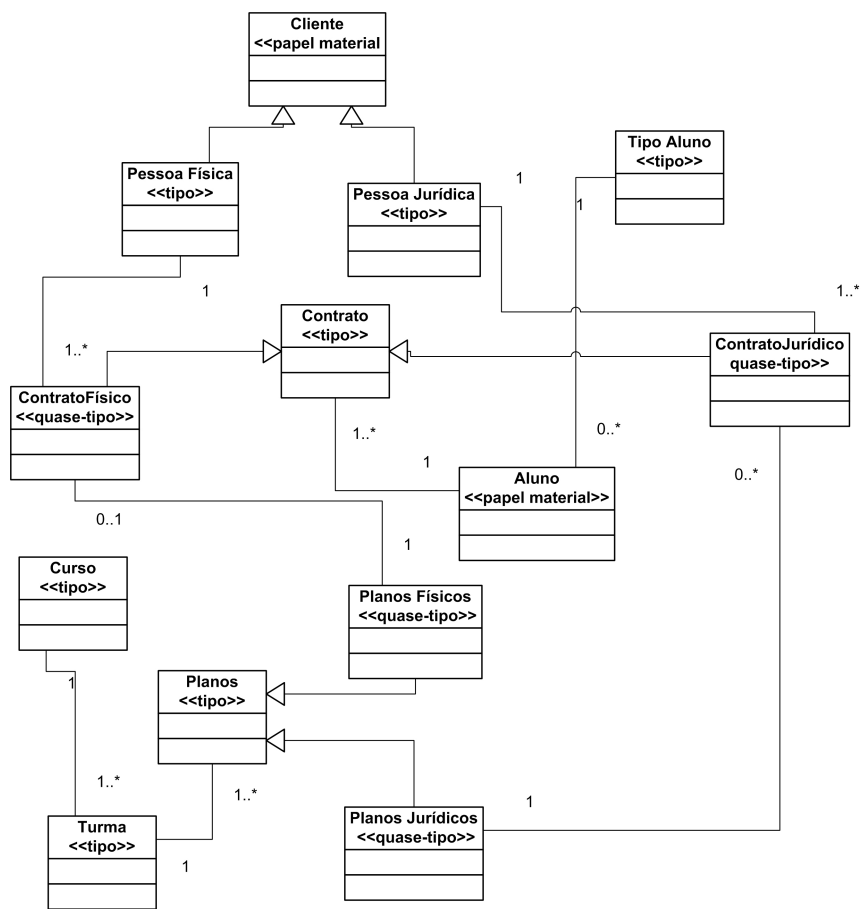 Cliente
<<papel material
Tipo Aluno
<<tipo>>
Pessoa Física
<<tipo>>
Pessoa Jurídica
<<tipo>>
1
1
1
1..*
Contrato
<<tipo>>
ContratoJurídico
quase-tipo>>
1..*
ContratoFísico
<<quase-tipo>>
1..*
0..*
1
0..*
Aluno
<<papel material>>
0..1
1
Curso
<<tipo>>
Planos Físicos
<<quase-tipo>>
Planos
<<tipo>>
1
1..*
1..*
1
Planos Jurídicos
<<quase-tipo>>
Turma
<<tipo>>
1